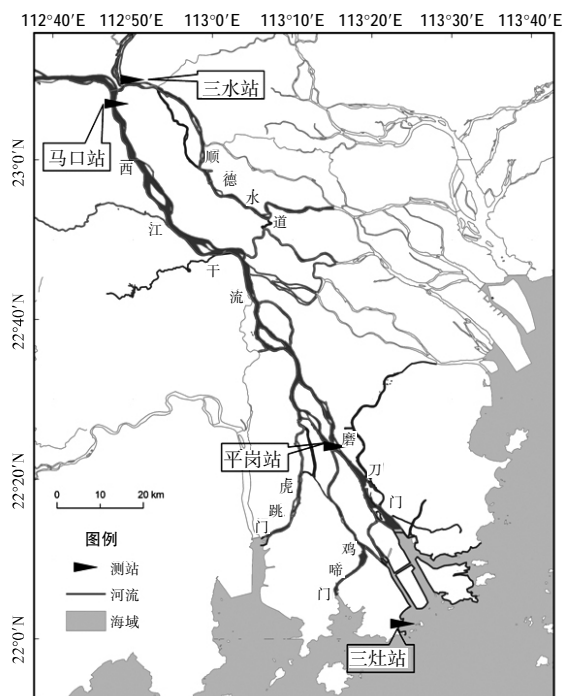 112°40′E 112°50′E 113°0′E 113°10′E 113°20′E 113°30′E 113°40′E
三水站
马口站
23°0′N
西江干流
顺德水道
22°40′N
平岗站
磨刀门
22°20′N
虎跳门
鸡啼门
0 10 20 km
图例
测站
河流
海域
22°0′N
三灶站